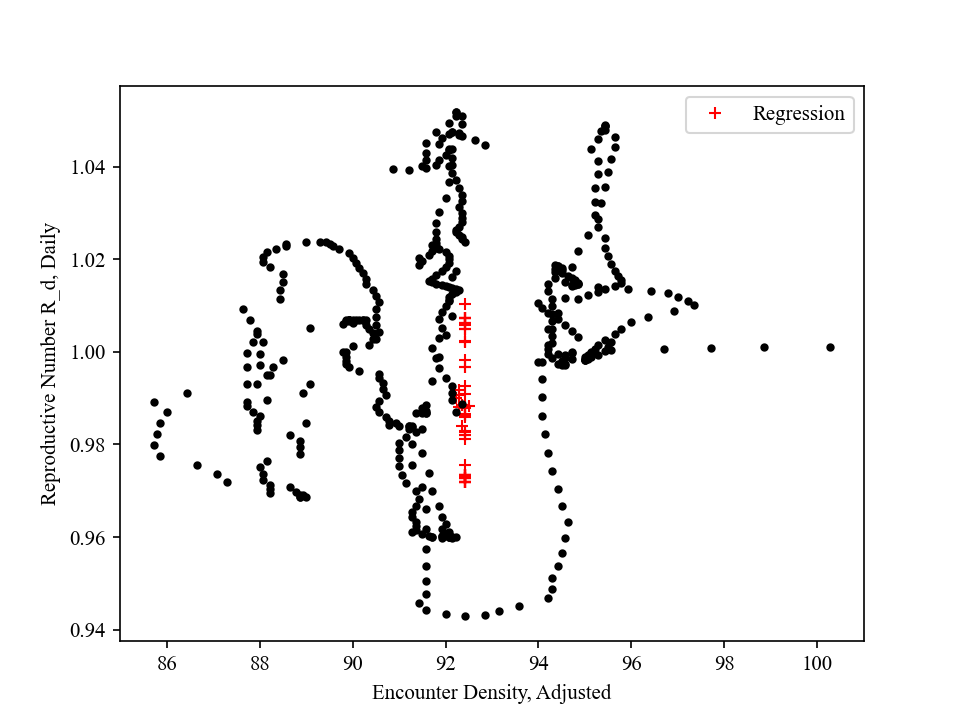 Regression
1.04
1.02
1.00
0.98
0.96
0.94
Reproductive Number R_d, Daily
86 88 90 92 94 96 98 100
Encounter Density, Adjusted